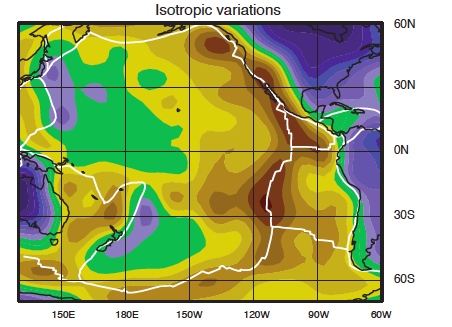 Isotropic variations
60N
30N
0N
30S
60S
150E 180E 150W 120W 90W 60W